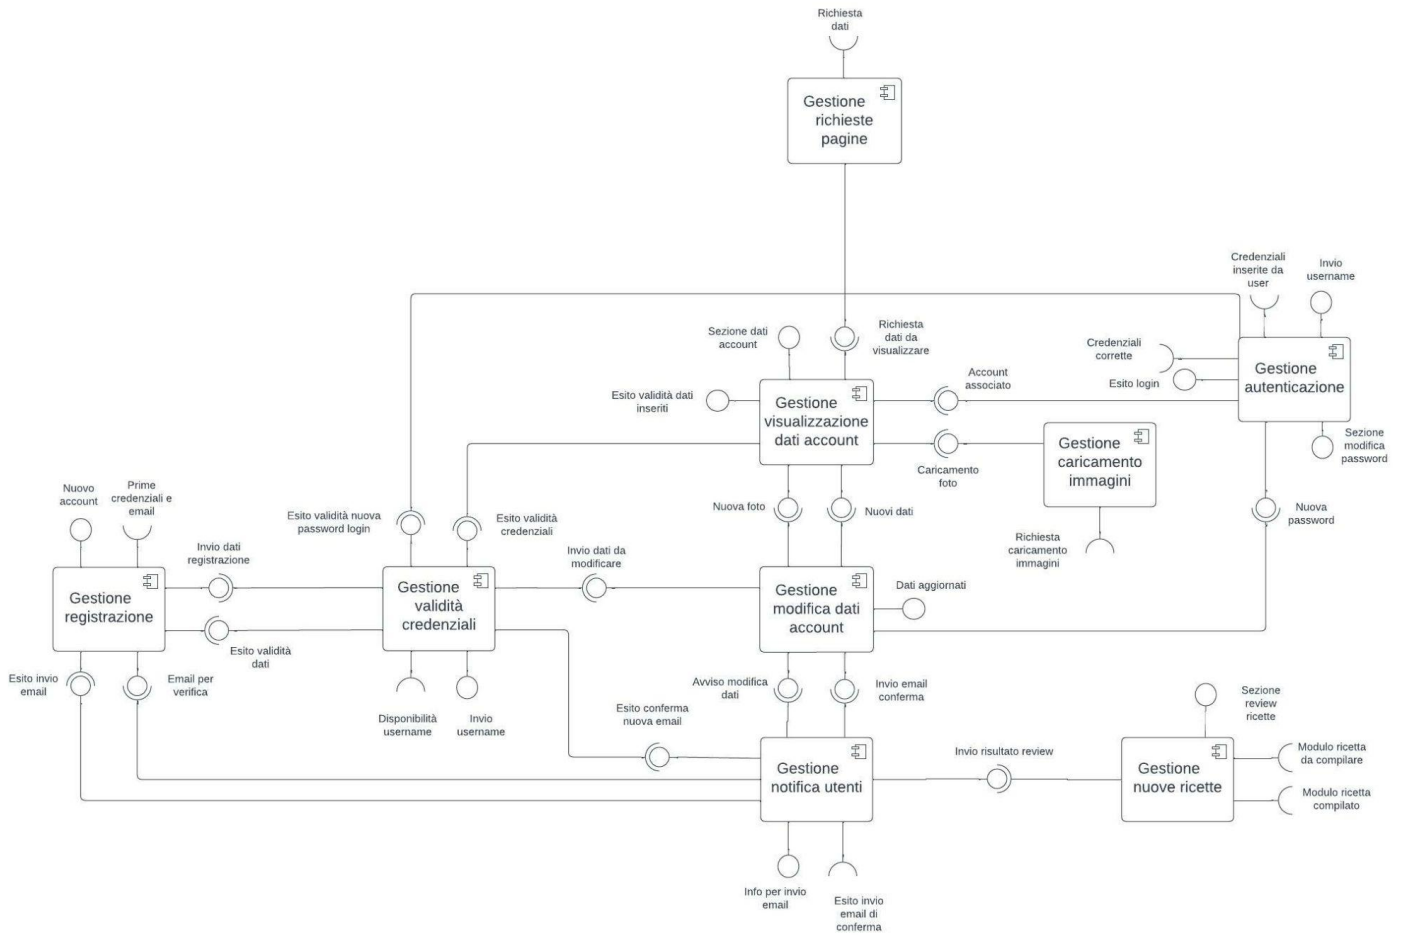 Richiesta
dati
Gestione
richieste
pagine
Credenziali
inserite da
user
Invio
username
Sezione dati
account
Richiesta
dati da
visualizzare
Credenziali
corrette
Esito login
Gestione
autenticazione
Account
associato
Esito validità dati
inseriti
Gestione
visualizzazione
dati account
Gestione
caricamento
immagini
Sezione
modifica
password
Caricamento
foto
Nuovo
account
Prime
credenziali e
email
Esito validità nuova
password login
Esito validità
credenziali
Nuova foto
Nuovi dati
Nuova
password
Richiesta
caricamento
immagini
Invio dati
registrazione
Invio dati da
modificare
Gestione
registrazione
Gestione
validità
credenziali
Gestione
modifica dati
account
Dati aggiornati
Esito validità
dati
Esito invio
email
Email per
verifica
Avviso modifica
dati
Invio email
conferma
Disponibilità
username
Invio
username
Esito conferma
nuova email
Sezione
review
ricette
Gestione
notifica utenti
Invio risultato review
Gestione
nuove ricette
Modulo ricetta
da compilare
Modulo ricetta
compilato
Info per invio
email
Esito invio
email di
conferma